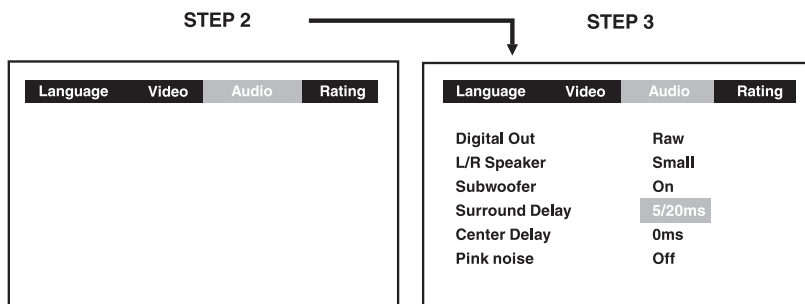 STEP 2
STEP 3
Language Video Audio Rating
Language Video Audio Rating
Digital Out Raw
L/R Speaker Small
Subwoofer On
Surround Delay 5/20ms
Center Delay 0ms
Pink noise Off